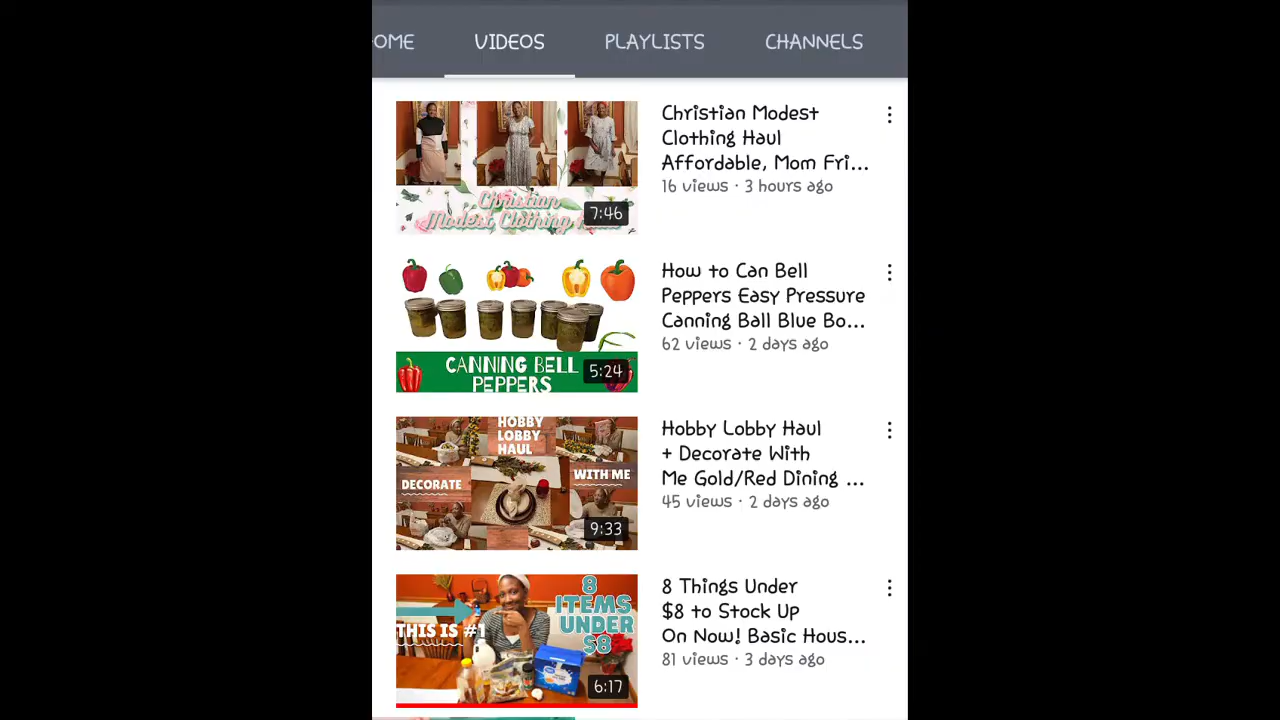 OME VIDEOS PLAYLISTS CHANNELS
Christian Modest
Clothing Haul
Affordable, Mom Fri...
16 views · 3 hours ago
Christian
Modest Clothing
7:46
How to Can Bell
Peppers Easy Pressure
Canning Ball Blue Bo...
62 views · 2 days ago
CANNING BELL
PEPPERS
5:24
Hobby Lobby Haul
+ Decorate With
Me Gold/Red Dining ...
45 views · 2 days ago
HOBBY
LOBBY
HAUL
DECORATE
WITH ME
9:33
8 Things Under
$8 to Stock Up
On Now! Basic Hous...
81 views · 3 days ago
8
ITEMS
UNDER
$8
THIS IS #1
6:17